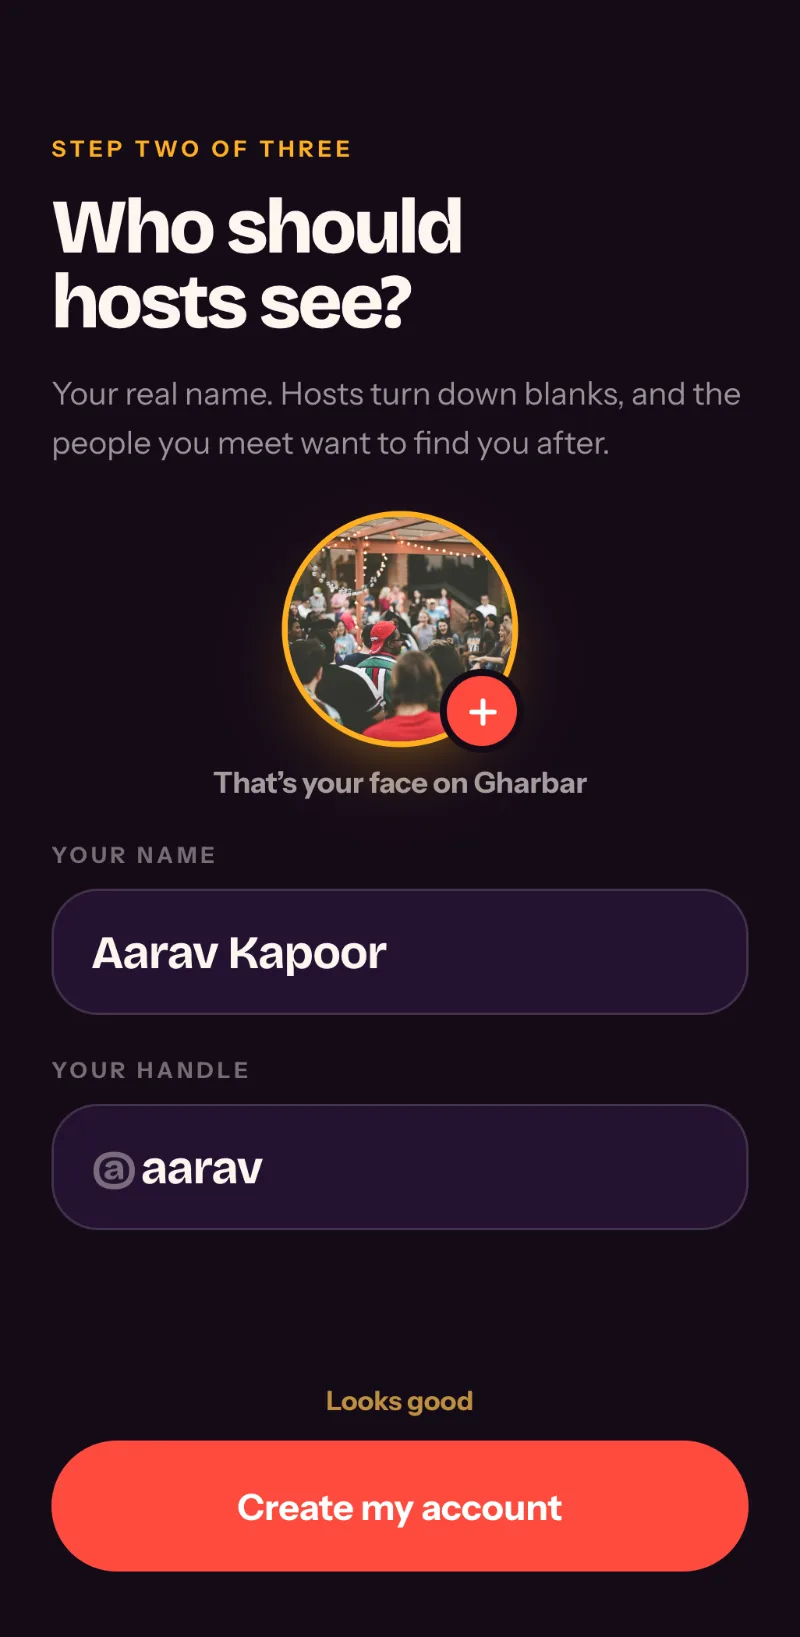 STEP TWO OF THREE
Who should
hosts see?
Your real name. Hosts turn down blanks, and the
people you meet want to find you after.
That’s your face on Gharbar
YOUR NAME
Aarav Kapoor
YOUR HANDLE
@aarav
Looks good
Create my account